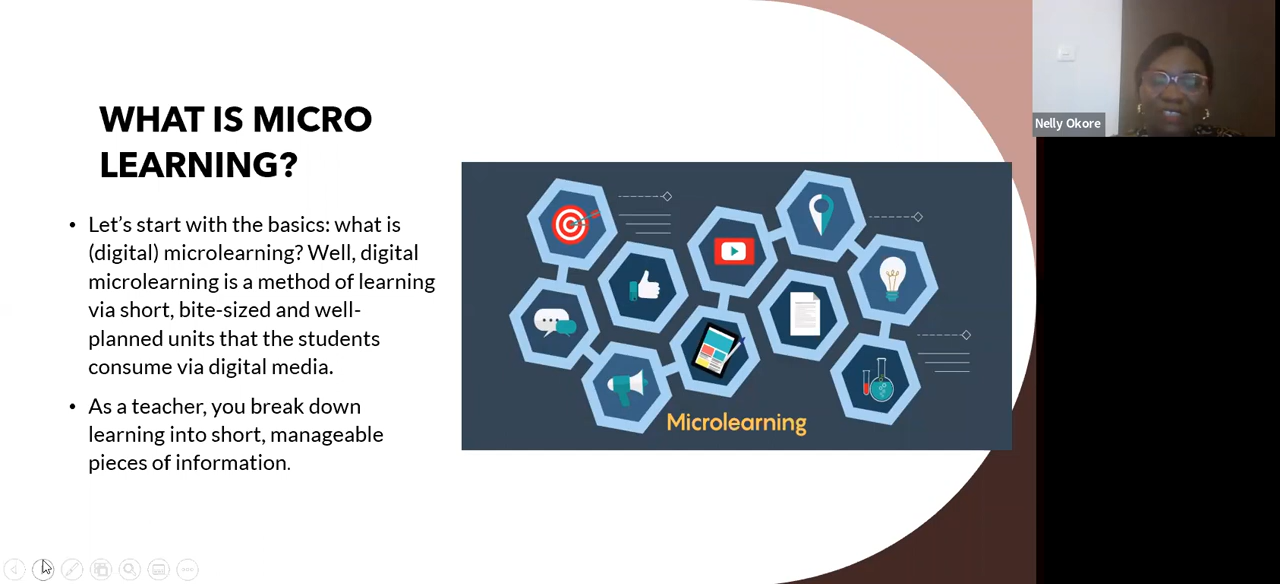 WHAT IS MICRO
LEARNING?
• Let’s start with the basics: what is
(digital) microlearning? Well, digital
microlearning is a method of learning
via short, bite-sized and well-
planned units that the students
consume via digital media.
• As a teacher, you break down
learning into short, manageable
pieces of information.
Microlearning
Nelly Okore